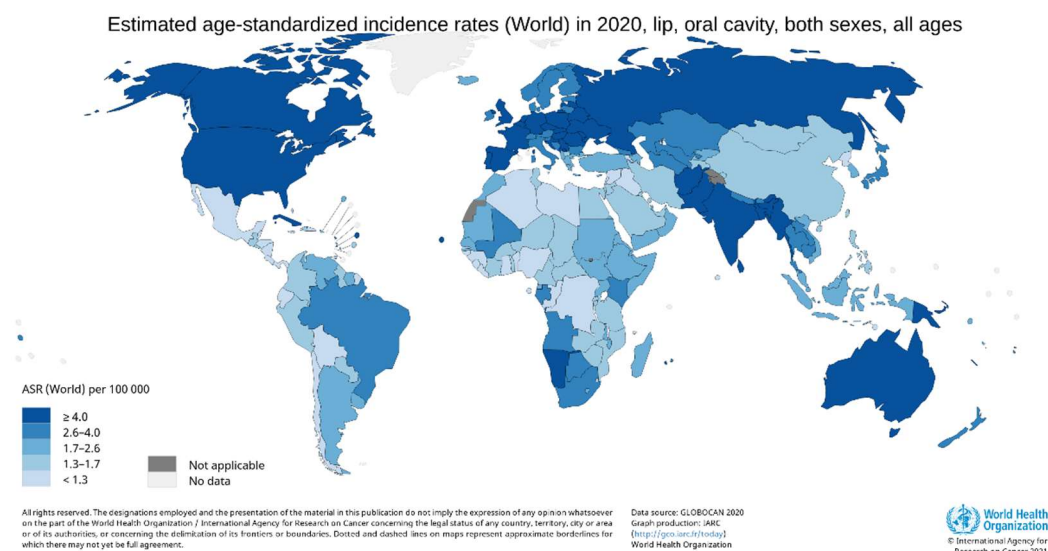 Estimated age-standardized incidence rates (World) in 2020, lip, oral cavity, both sexes, all ages
ASR (World) per 100 000
≥ 4.0
2.6–4.0
1.7–2.6
1.3–1.7
< 1.3
Not applicable
No data
All rights reserved. The designations employed and the presentation of the material in this publication do not imply the expression of any opinion whatsoever
on the part of the World Health Organization / International Agency for Research on Cancer concerning the legal status of any country, territory, city or area
or of its authorities, or concerning the delimitation of its frontiers or boundaries. Dotted and dashed lines on maps represent approximate borderlines for
which there may not yet be full agreement.
Data source: GLOBOCAN 2020
Graph production: IARC
(http://gco.iarc.fr/today)
World Health Organization
World Health
Organization
© International Agency for
Research on Cancer 2021